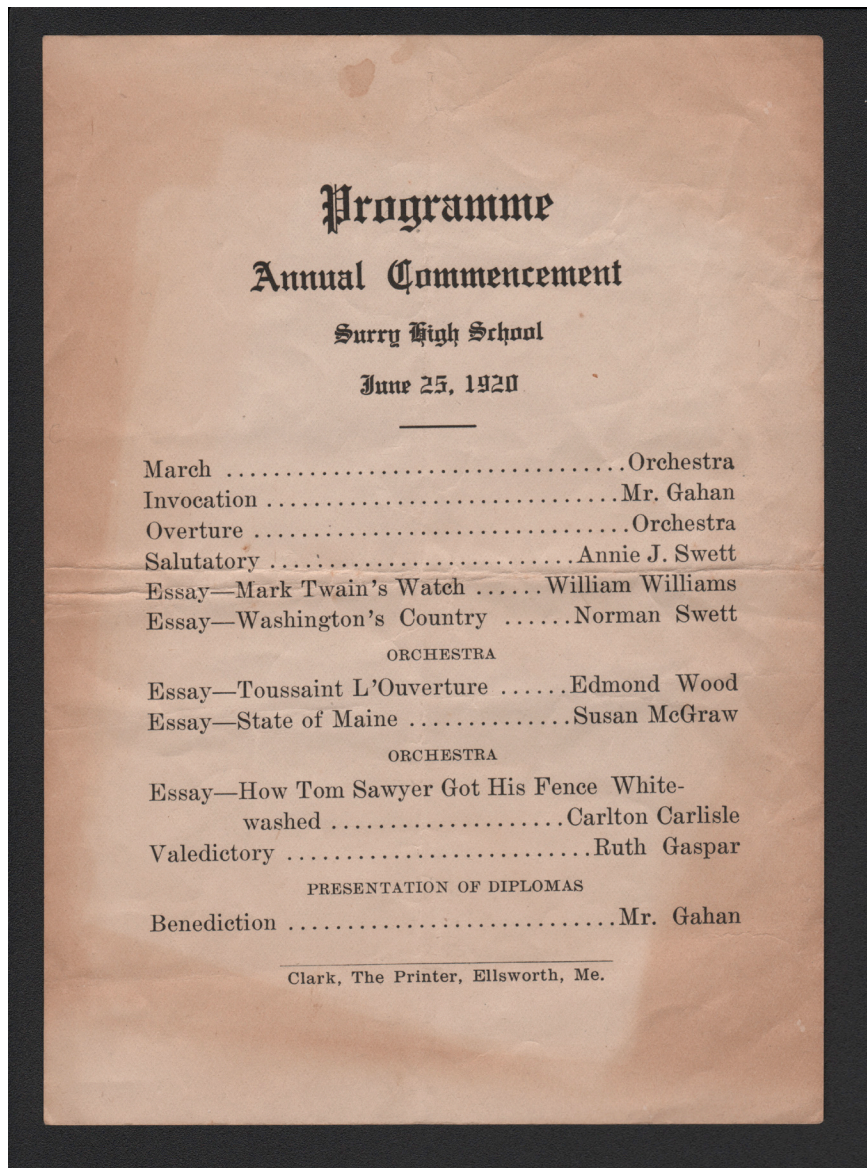 Programme
Annual Commencement
Surry High School
June 25, 1920
March .................................Orchestra
Invocation ..............................Mr. Gahan
Overture ................................Orchestra
Salutatory ..........................Annie J. Swett
Essay—Mark Twain's Watch ......William Williams
Essay—Washington's Country ......Norman Swett
ORCHESTRA
Essay—Toussaint L'Ouverture ......Edmond Wood
Essay—State of Maine ..............Susan McGraw
ORCHESTRA
Essay—How Tom Sawyer Got His Fence White-
washed ....................Carlton Carlisle
Valedictory ..........................Ruth Gaspar
PRESENTATION OF DIPLOMAS
Benediction ............................Mr. Gahan
Clark, The Printer, Ellsworth, Me.